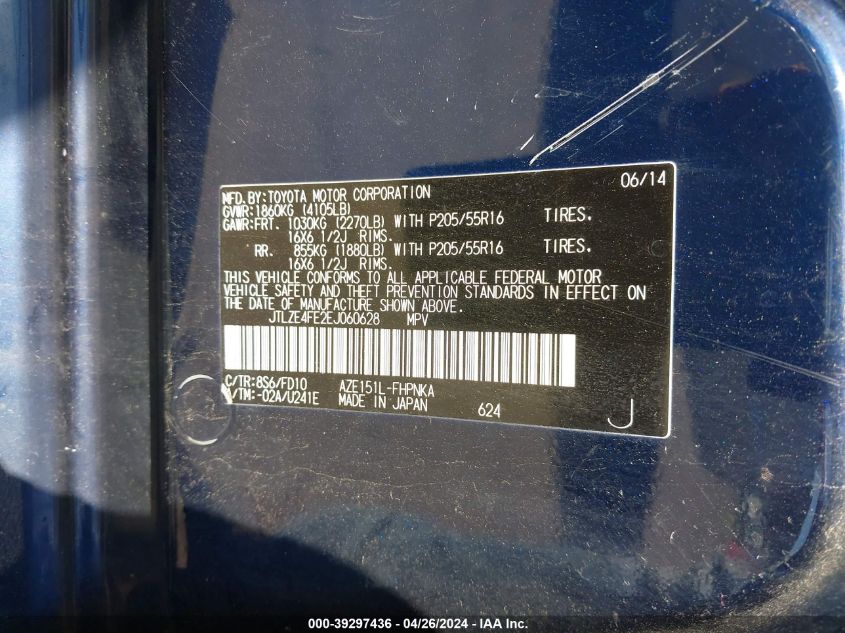 MFD. BY: TOYOTA MOTOR CORPORATION 06/14
GVWR: 1860KG (4105LB)
GAWR: FRT. 1030KG (2270LB) WITH P205/55R16 TIRES.
16X6 1/2J RIMS.
RR. 855KG (1880LB) WITH P205/55R16 TIRES.
16X6 1/2J RIMS.
THIS VEHICLE CONFORMS TO ALL APPLICABLE FEDERAL MOTOR
VEHICLE SAFETY AND THEFT PREVENTION STANDARDS IN EFFECT ON
THE DATE OF MANUFACTURE SHOWN ABOVE.
JTLZE4FE2EJ060628 MPV
C/TR: 8S6/FD10 AZE151L-FHPNKA
/TM: -02A/U241E MADE IN JAPAN 624 J
000-39297436 - 04/26/2024 - IAA Inc.